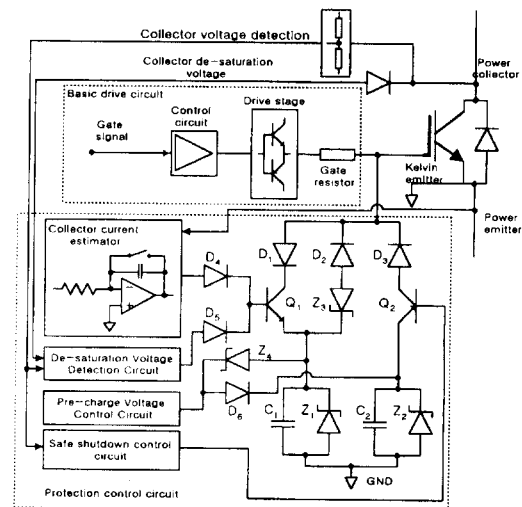 Collector voltage detection
Collector de-saturation
voltage
Power
collector
Basic drive circuit
Drive stage
Control
circuit
Gate
signal
Gate
resistor
Kelvin
emitter
Power
emitter
Collector current
estimator
D4
D1
D2
D3
Q1
Z3
Q2
D5
De-saturation Voltage
Detection Circuit
Z4
Pre-charge Voltage
Control Circuit
D6
C1
Z1
C2
Z2
Safe shutdown control
circuit
GND
Protection control circuit